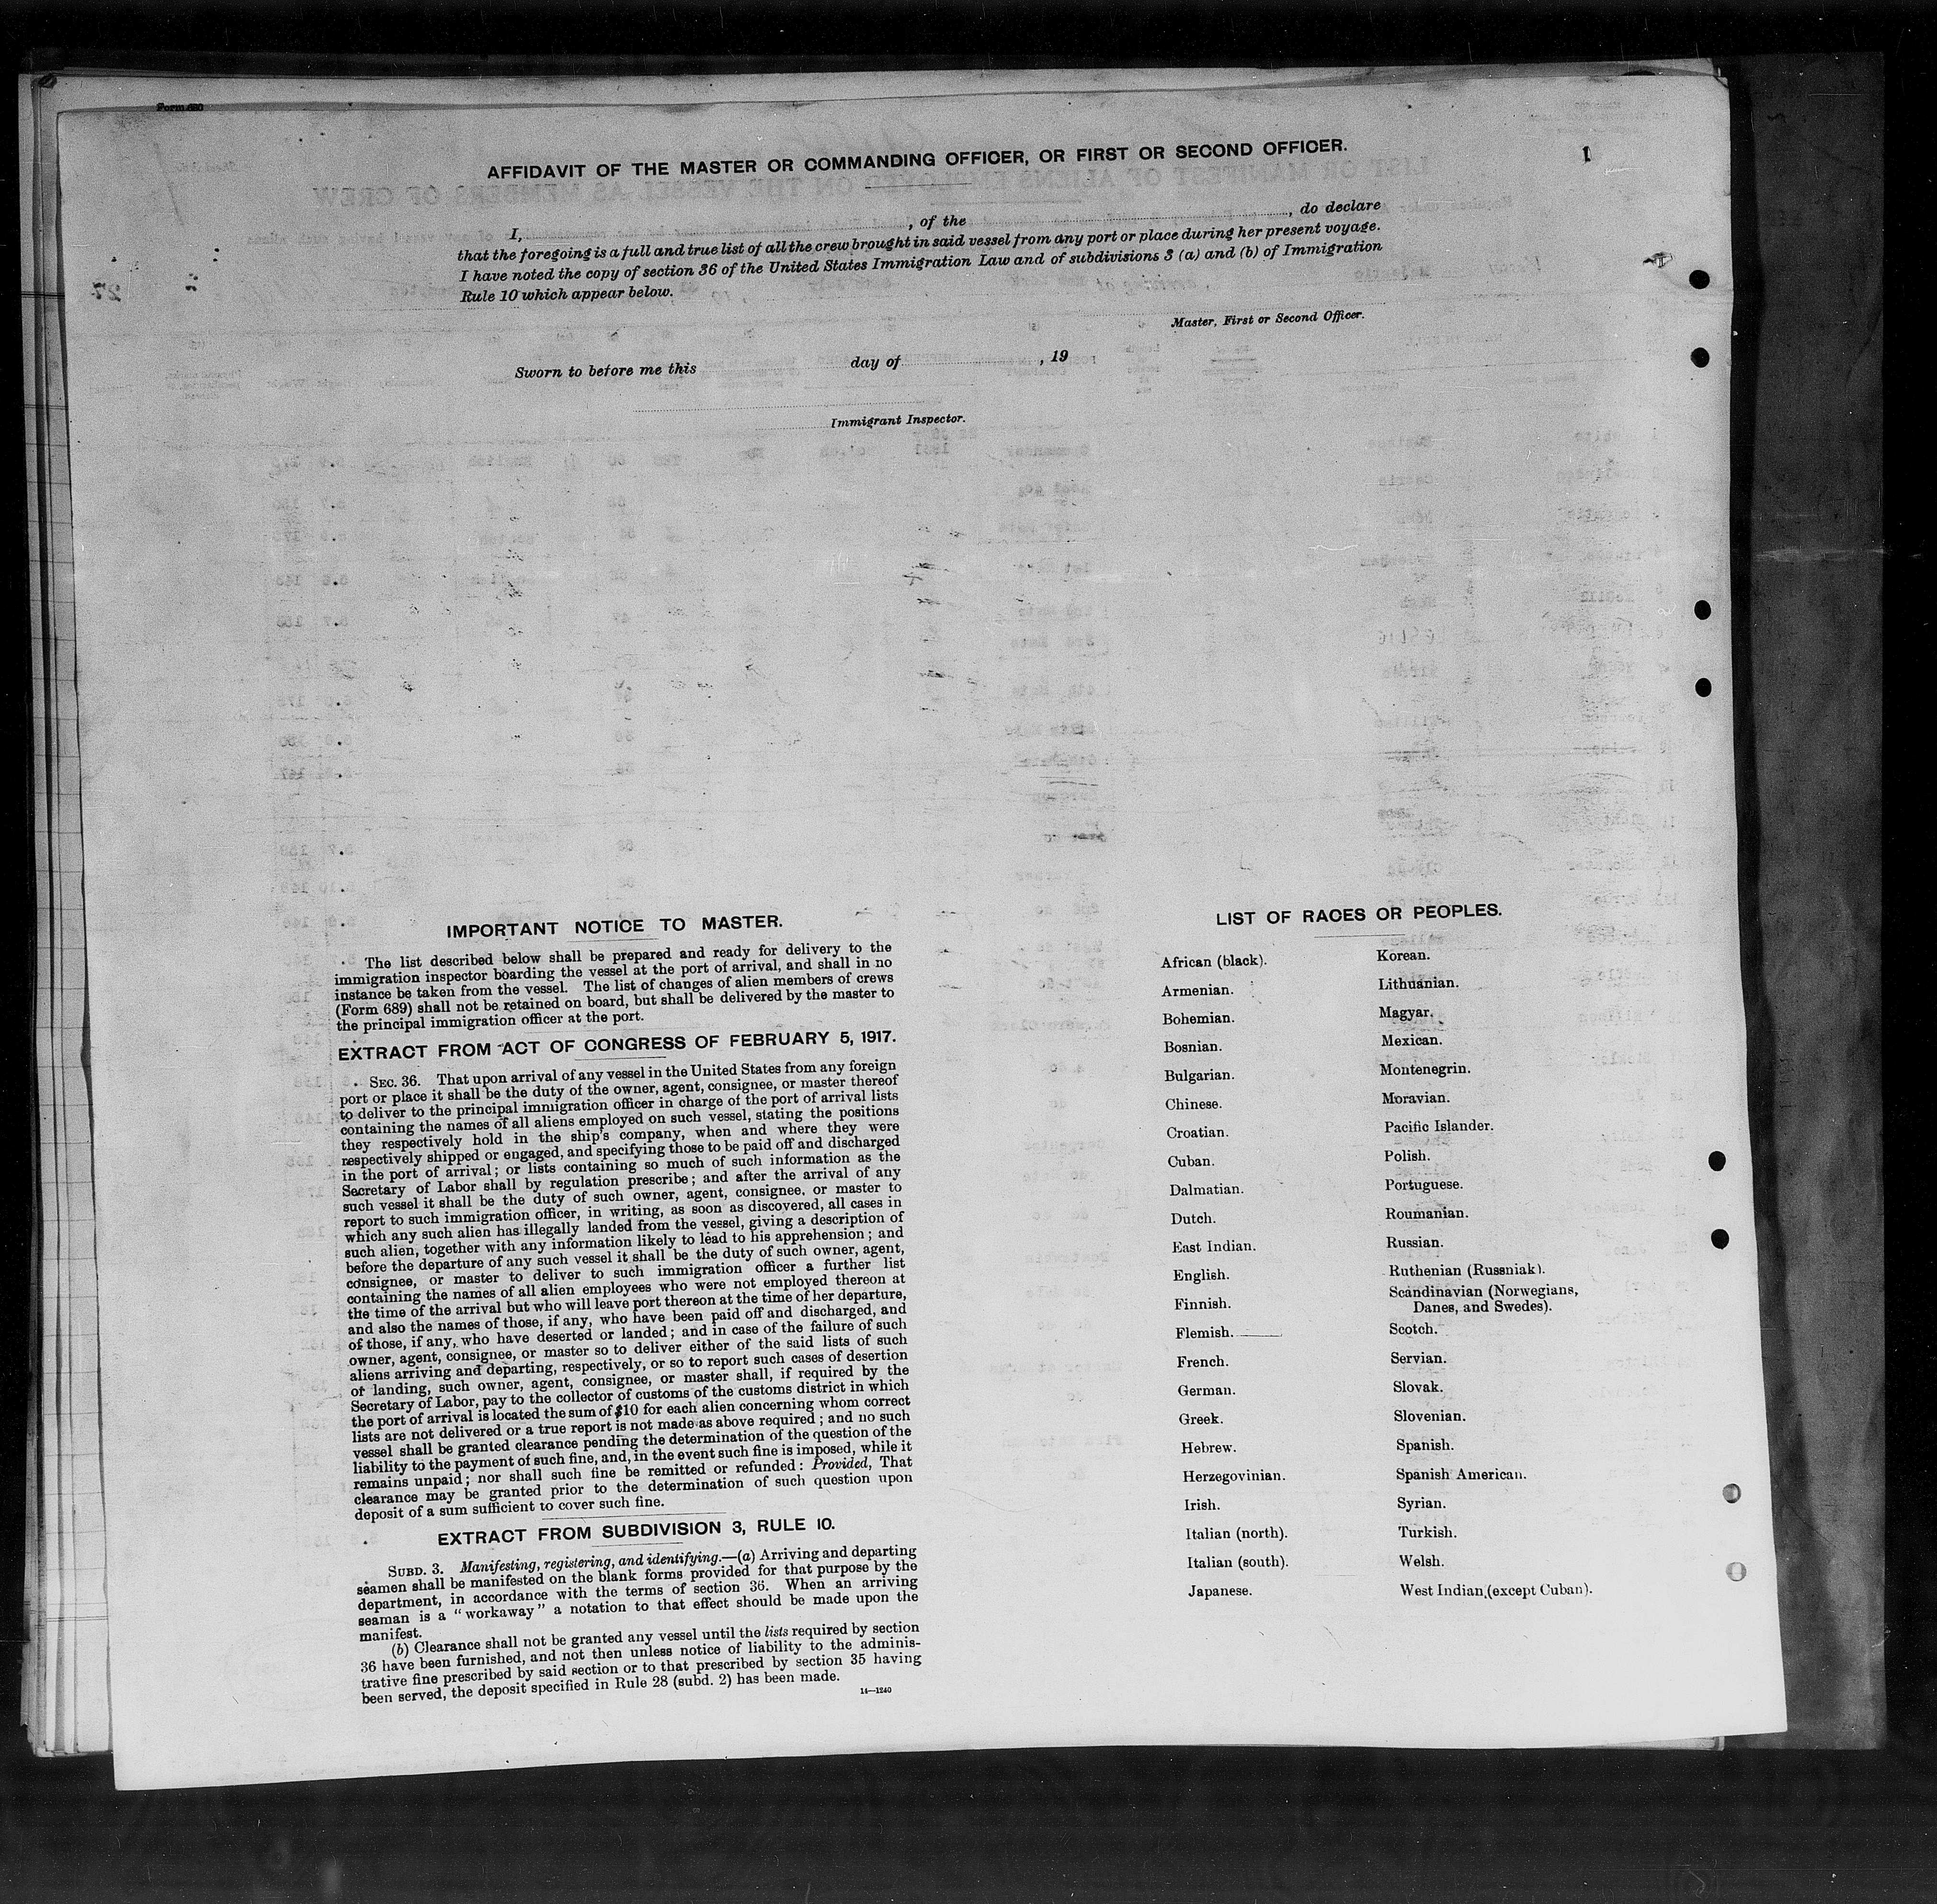 Form 680
AFFIDAVIT OF THE MASTER OR COMMANDING OFFICER, OR FIRST OR SECOND OFFICER.
1
I, , of the , do declare
that the foregoing is a full and true list of all the crew brought in said vessel from any port or place during her present voyage.
I have noted the copy of section 36 of the United States Immigration Law and of subdivisions 3 (a) and (b) of Immigration
Rule 10 which appear below.
Master, First or Second Officer.
Sworn to before me this day of , 19
Immigrant Inspector.
IMPORTANT NOTICE TO MASTER.
The list described below shall be prepared and ready for delivery to the
immigration inspector boarding the vessel at the port of arrival, and shall in no
instance be taken from the vessel. The list of changes of alien members of crews
(Form 689) shall not be retained on board, but shall be delivered by the master to
the principal immigration officer at the port.
EXTRACT FROM ACT OF CONGRESS OF FEBRUARY 5, 1917.
SEC. 36. That upon arrival of any vessel in the United States from any foreign
port or place it shall be the duty of the owner, agent, consignee, or master thereof
to deliver to the principal immigration officer in charge of the port of arrival lists
containing the names of all aliens employed on such vessel, stating the positions
they respectively hold in the ship's company, when and where they were
respectively shipped or engaged, and specifying those to be paid off and discharged
in the port of arrival; or lists containing so much of such information as the
Secretary of Labor shall by regulation prescribe; and after the arrival of any
such vessel it shall be the duty of such owner, agent, consignee, or master to
report to such immigration officer, in writing, as soon as discovered, all cases in
which any such alien has illegally landed from the vessel, giving a description of
such alien, together with any information likely to lead to his apprehension; and
before the departure of any such vessel it shall be the duty of such owner, agent,
consignee, or master to deliver to such immigration officer a further list
containing the names of all alien employees who were not employed thereon at
the time of the arrival but who will leave port thereon at the time of her departure,
and also the names of those, if any, who have been paid off and discharged, and
of those, if any, who have deserted or landed; and in case of the failure of such
owner, agent, consignee, or master so to deliver either of the said lists of such
aliens arriving and departing, respectively, or so to report such cases of desertion
or landing, such owner, agent, consignee, or master shall, if required by the
Secretary of Labor, pay to the collector of customs of the customs district in which
the port of arrival is located the sum of $10 for each alien concerning whom correct
lists are not delivered or a true report is not made as above required; and no such
vessel shall be granted clearance pending the determination of the question of the
liability to the payment of such fine, and, in the event such fine is imposed, while it
remains unpaid; nor shall such fine be remitted or refunded: Provided, That
clearance may be granted prior to the determination of such question upon
deposit of a sum sufficient to cover such fine.
EXTRACT FROM SUBDIVISION 3, RULE 10.
SUBD. 3. Manifesting, registering, and identifying.—(a) Arriving and departing
seamen shall be manifested on the blank forms provided for that purpose by the
department, in accordance with the terms of section 36. When an arriving
seaman is a "workaway" a notation to that effect should be made upon the
manifest.
(b) Clearance shall not be granted any vessel until the lists required by section
36 have been furnished, and not then unless notice of liability to the adminis-
trative fine prescribed by said section or to that prescribed by section 35 having
been served, the deposit specified in Rule 28 (subd. 2) has been made.
14—1240
LIST OF RACES OR PEOPLES.
African (black).
Armenian.
Bohemian.
Bosnian.
Bulgarian.
Chinese.
Croatian.
Cuban.
Dalmatian.
Dutch.
East Indian.
English.
Finnish.
Flemish.
French.
German.
Greek.
Hebrew.
Herzegovinian.
Irish.
Italian (north).
Italian (south).
Japanese.
Korean.
Lithuanian.
Magyar.
Mexican.
Montenegrin.
Moravian.
Pacific Islander.
Polish.
Portuguese.
Roumanian.
Russian.
Ruthenian (Russniak).
Scandinavian (Norwegians,
Danes, and Swedes).
Scotch.
Servian.
Slovak.
Slovenian.
Spanish.
Spanish American.
Syrian.
Turkish.
Welsh.
West Indian (except Cuban).